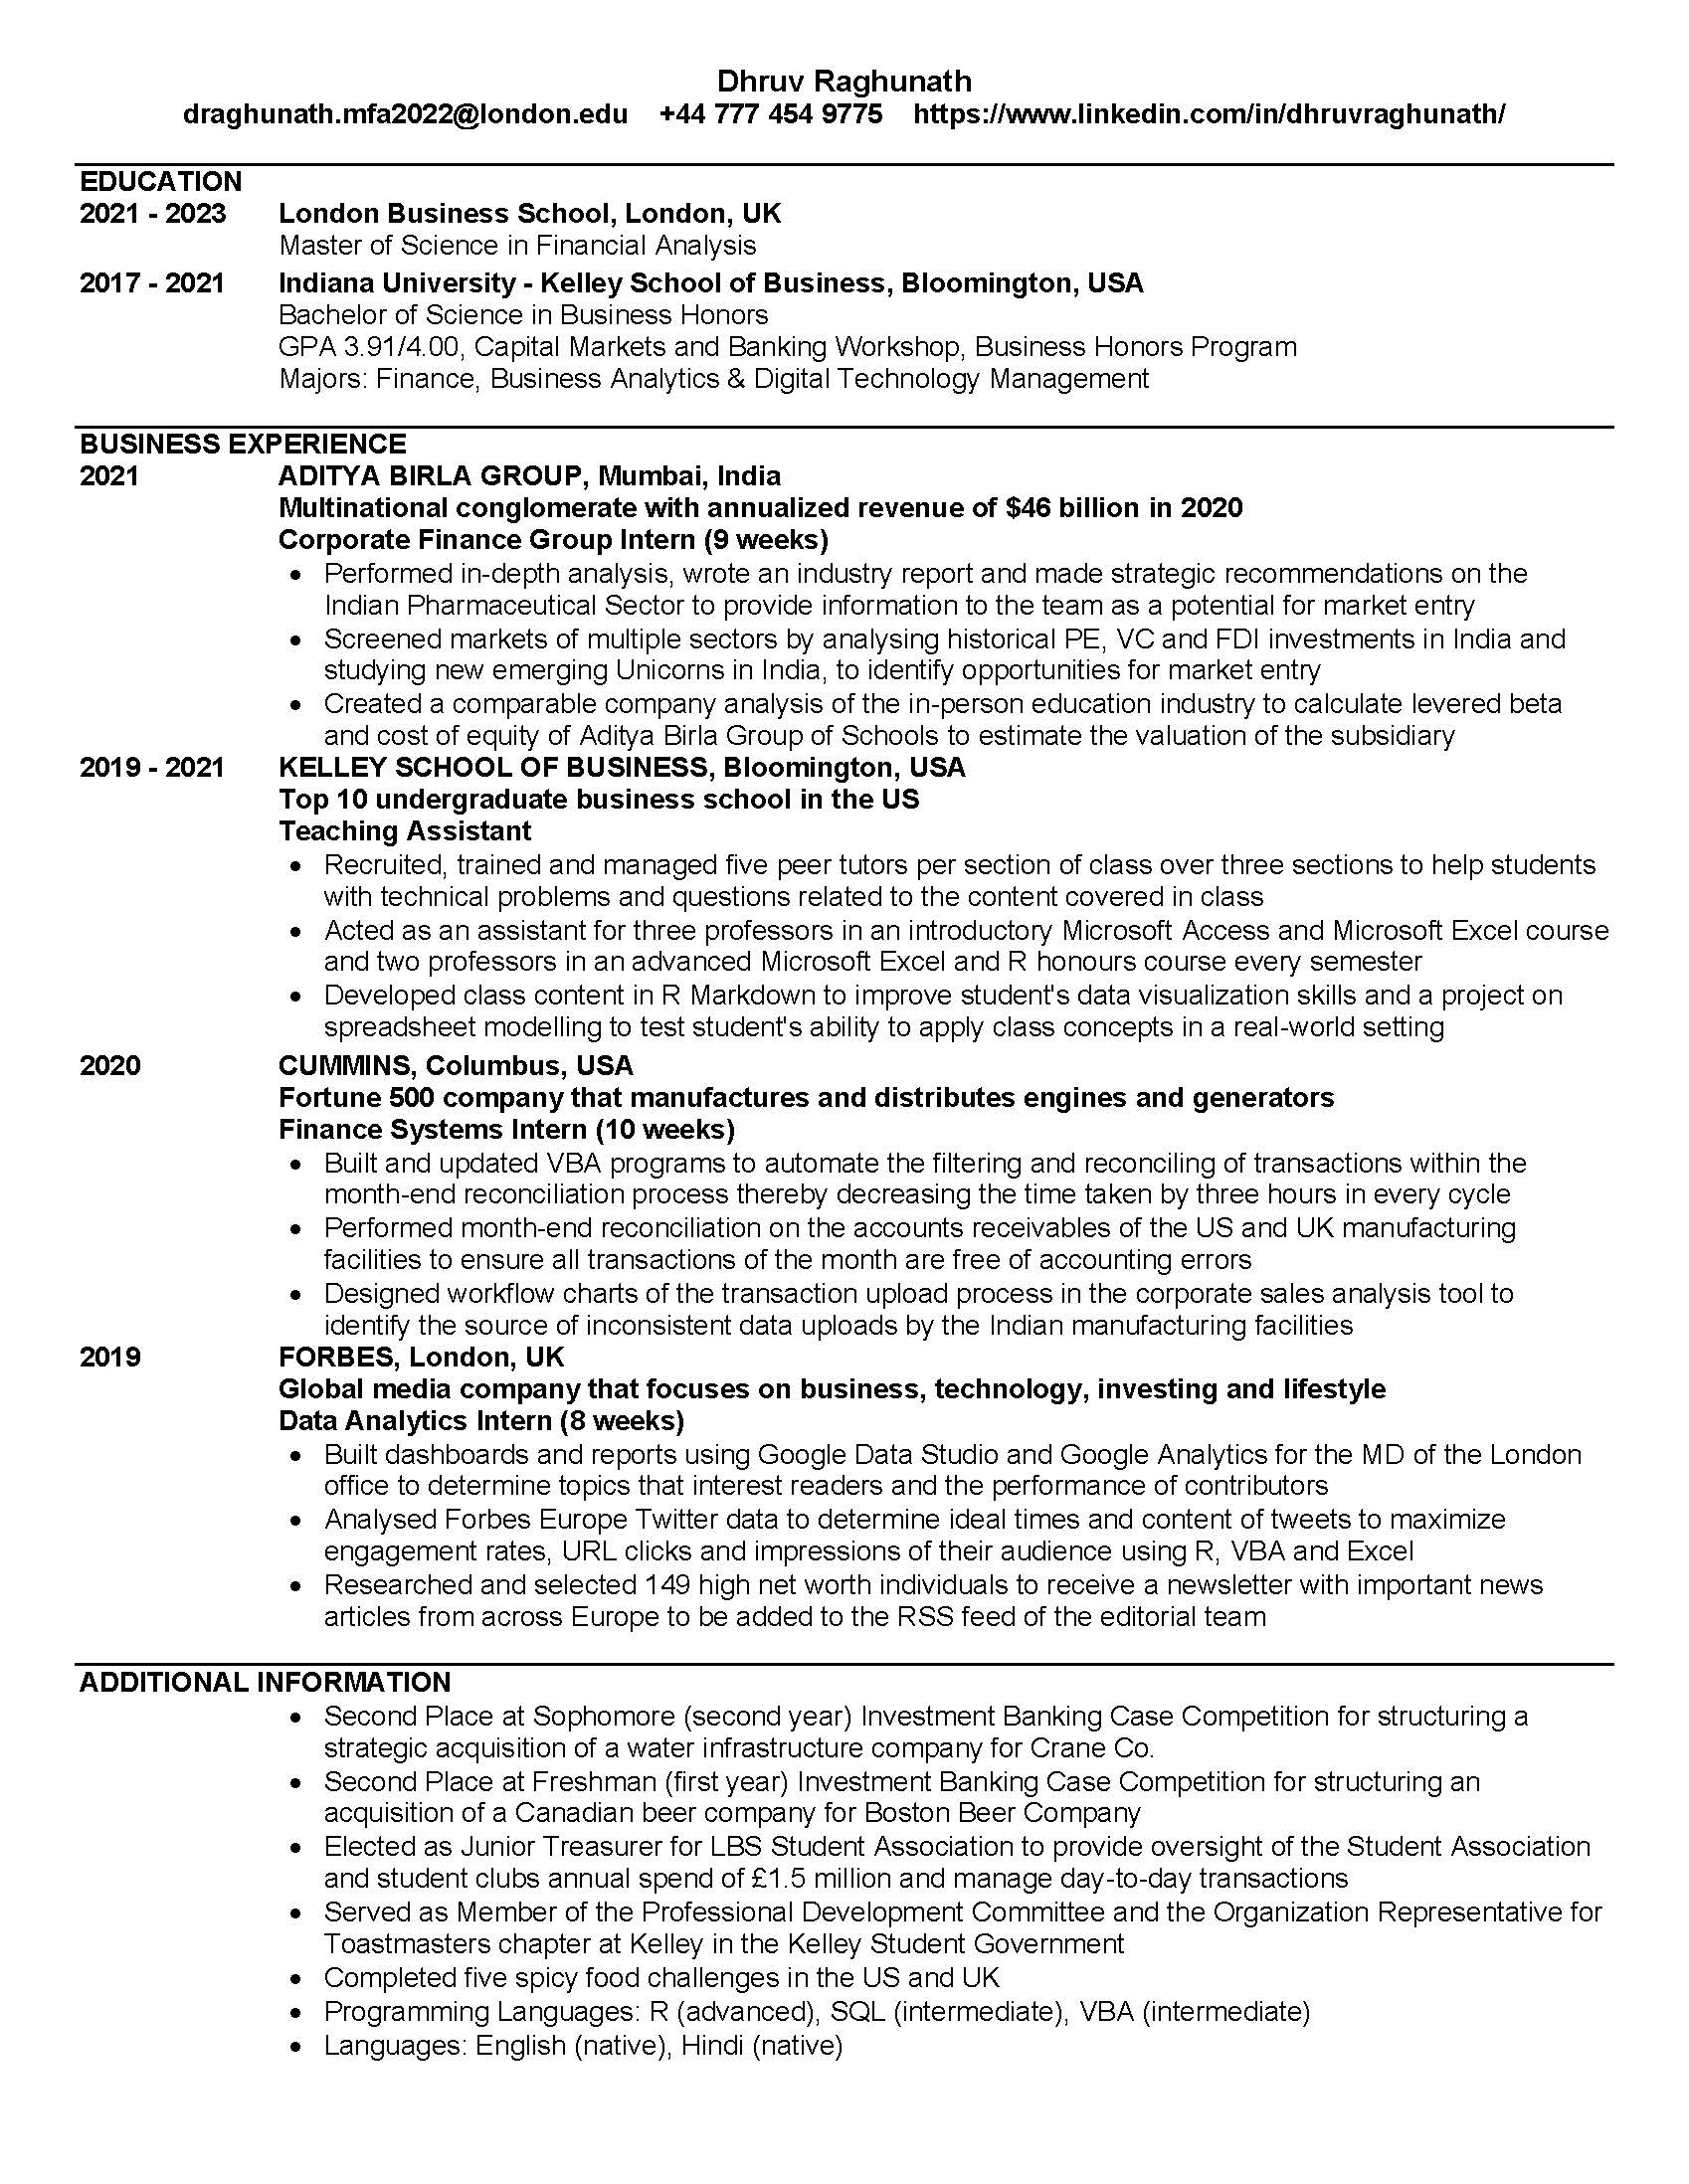 Dhruv Raghunath
draghunath.mfa2022@london.edu +44 777 454 9775 https://www.linkedin.com/in/dhruvraghunath/
EDUCATION
2021 - 2023 London Business School, London, UK
Master of Science in Financial Analysis
2017 - 2021 Indiana University - Kelley School of Business, Bloomington, USA
Bachelor of Science in Business Honors
GPA 3.91/4.00, Capital Markets and Banking Workshop, Business Honors Program
Majors: Finance, Business Analytics & Digital Technology Management
BUSINESS EXPERIENCE
2021 ADITYA BIRLA GROUP, Mumbai, India
Multinational conglomerate with annualized revenue of $46 billion in 2020
Corporate Finance Group Intern (9 weeks)
• Performed in-depth analysis, wrote an industry report and made strategic recommendations on the
Indian Pharmaceutical Sector to provide information to the team as a potential for market entry
• Screened markets of multiple sectors by analysing historical PE, VC and FDI investments in India and
studying new emerging Unicorns in India, to identify opportunities for market entry
• Created a comparable company analysis of the in-person education industry to calculate levered beta
and cost of equity of Aditya Birla Group of Schools to estimate the valuation of the subsidiary
2019 - 2021 KELLEY SCHOOL OF BUSINESS, Bloomington, USA
Top 10 undergraduate business school in the US
Teaching Assistant
• Recruited, trained and managed five peer tutors per section of class over three sections to help students
with technical problems and questions related to the content covered in class
• Acted as an assistant for three professors in an introductory Microsoft Access and Microsoft Excel course
and two professors in an advanced Microsoft Excel and R honours course every semester
• Developed class content in R Markdown to improve student's data visualization skills and a project on
spreadsheet modelling to test student's ability to apply class concepts in a real-world setting
2020 CUMMINS, Columbus, USA
Fortune 500 company that manufactures and distributes engines and generators
Finance Systems Intern (10 weeks)
• Built and updated VBA programs to automate the filtering and reconciling of transactions within the
month-end reconciliation process thereby decreasing the time taken by three hours in every cycle
• Performed month-end reconciliation on the accounts receivables of the US and UK manufacturing
facilities to ensure all transactions of the month are free of accounting errors
• Designed workflow charts of the transaction upload process in the corporate sales analysis tool to
identify the source of inconsistent data uploads by the Indian manufacturing facilities
2019 FORBES, London, UK
Global media company that focuses on business, technology, investing and lifestyle
Data Analytics Intern (8 weeks)
• Built dashboards and reports using Google Data Studio and Google Analytics for the MD of the London
office to determine topics that interest readers and the performance of contributors
• Analysed Forbes Europe Twitter data to determine ideal times and content of tweets to maximize
engagement rates, URL clicks and impressions of their audience using R, VBA and Excel
• Researched and selected 149 high net worth individuals to receive a newsletter with important news
articles from across Europe to be added to the RSS feed of the editorial team
ADDITIONAL INFORMATION
• Second Place at Sophomore (second year) Investment Banking Case Competition for structuring a
strategic acquisition of a water infrastructure company for Crane Co.
• Second Place at Freshman (first year) Investment Banking Case Competition for structuring an
acquisition of a Canadian beer company for Boston Beer Company
• Elected as Junior Treasurer for LBS Student Association to provide oversight of the Student Association
and student clubs annual spend of £1.5 million and manage day-to-day transactions
• Served as Member of the Professional Development Committee and the Organization Representative for
Toastmasters chapter at Kelley in the Kelley Student Government
• Completed five spicy food challenges in the US and UK
• Programming Languages: R (advanced), SQL (intermediate), VBA (intermediate)
• Languages: English (native), Hindi (native)